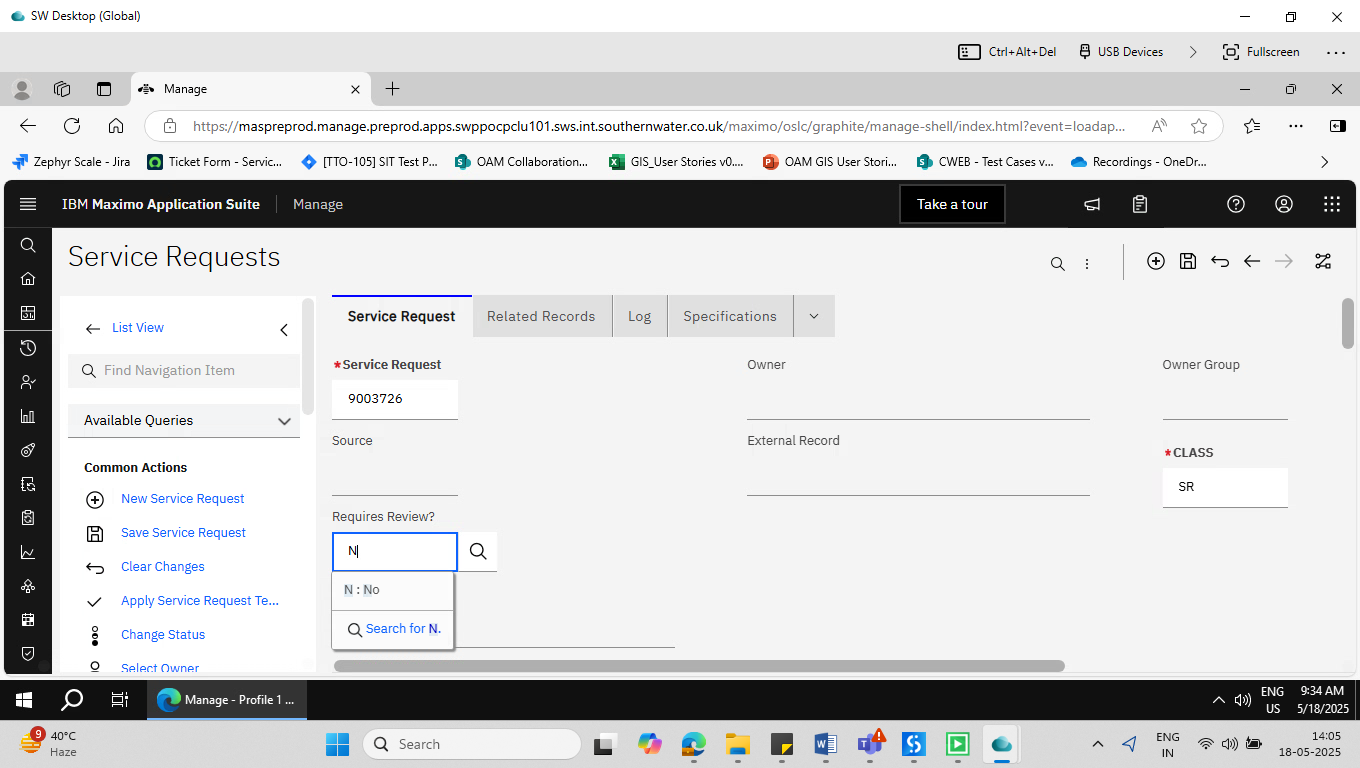 SW Desktop (Global)
Ctrl+Alt+Del
USB Devices
Fullscreen
Manage
https://maspreprod.manage.preprod.apps.swppocpclu101.sws.int.southernwater.co.uk/maximo/oslc/graphite/manage-shell/index.html?event=loadap...
Zephyr Scale - Jira
Ticket Form - Servic...
[TTO-105] SIT Test P...
OAM Collaboration...
GIS_User Stories v0....
OAM GIS User Stori...
CWEB - Test Cases v...
Recordings - OneDr...
IBM Maximo Application Suite
Manage
Take a tour
Service Requests
List View
Find Navigation Item
Available Queries
Common Actions
New Service Request
Save Service Request
Clear Changes
Apply Service Request Te...
Change Status
Select Owner
Service Request
Related Records
Log
Specifications
*Service Request
9003726
Owner
Owner Group
Source
External Record
*CLASS
SR
Requires Review?
N
N : No
Search for N.
Manage - Profile 1 ...
ENG
US
9:34 AM
5/18/2025
9
40°C
Haze
Search
ENG
IN
14:05
18-05-2025